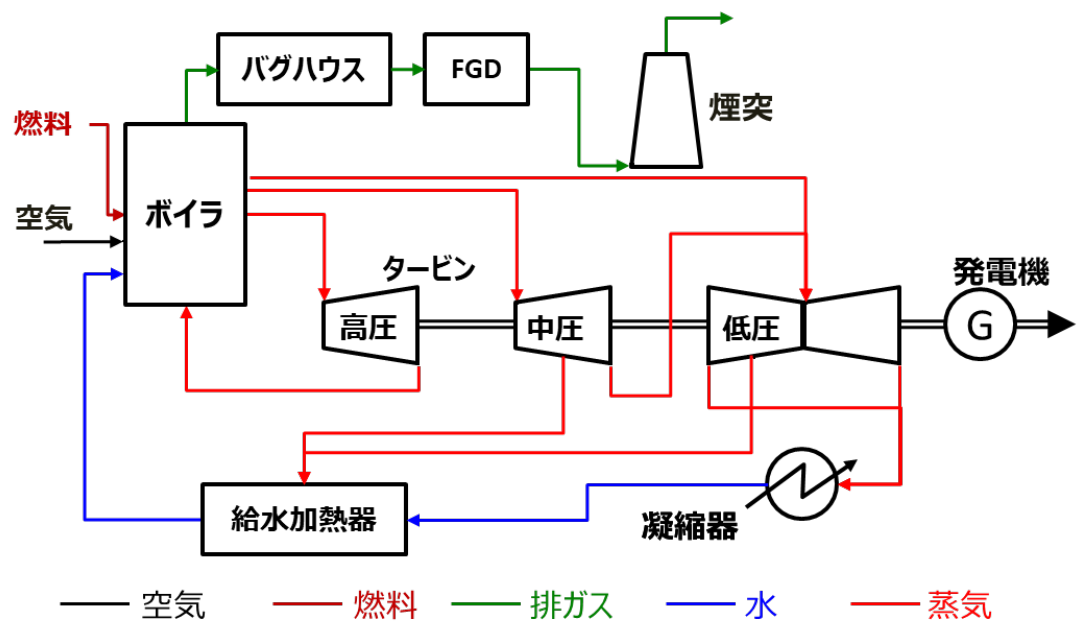 バグハウス
FGD
煙突
燃料
ボイラ
空気
タービン
発電機
高圧
中圧
低圧
G
給水加熱器
凝縮器
空気
燃料
排ガス
水
蒸気